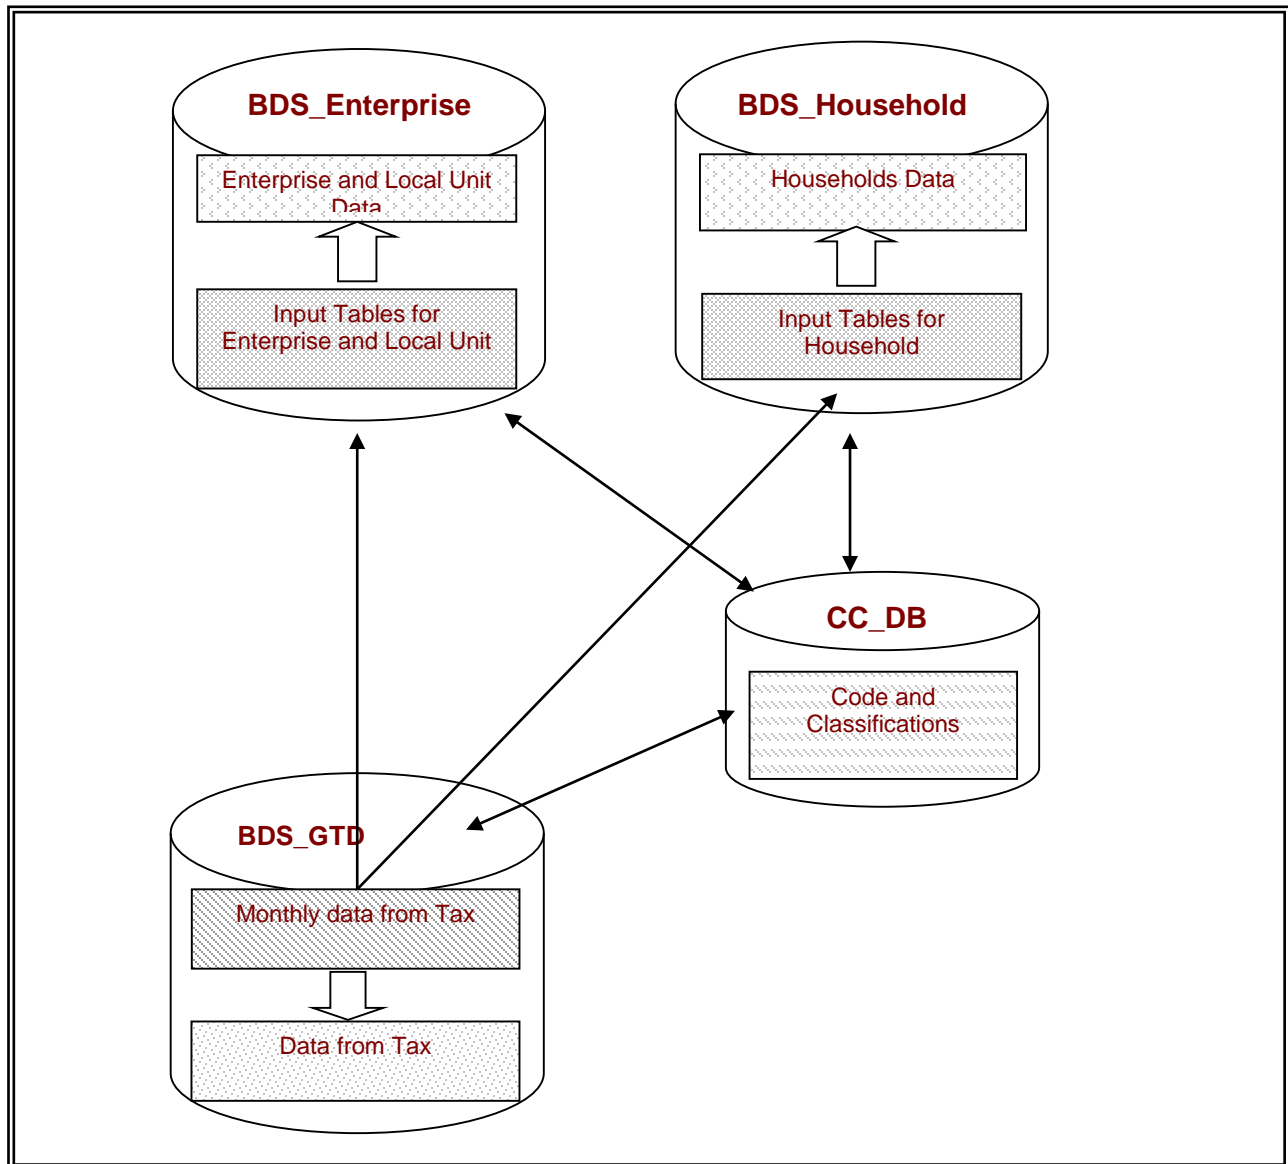 BDS_Enterprise
Enterprise and Local Unit
Data
Input Tables for
Enterprise and Local Unit
BDS_Household
Households Data
Input Tables for
Household
CC_DB
Code and
Classifications
BDS_GTD
Monthly data from Tax
Data from Tax